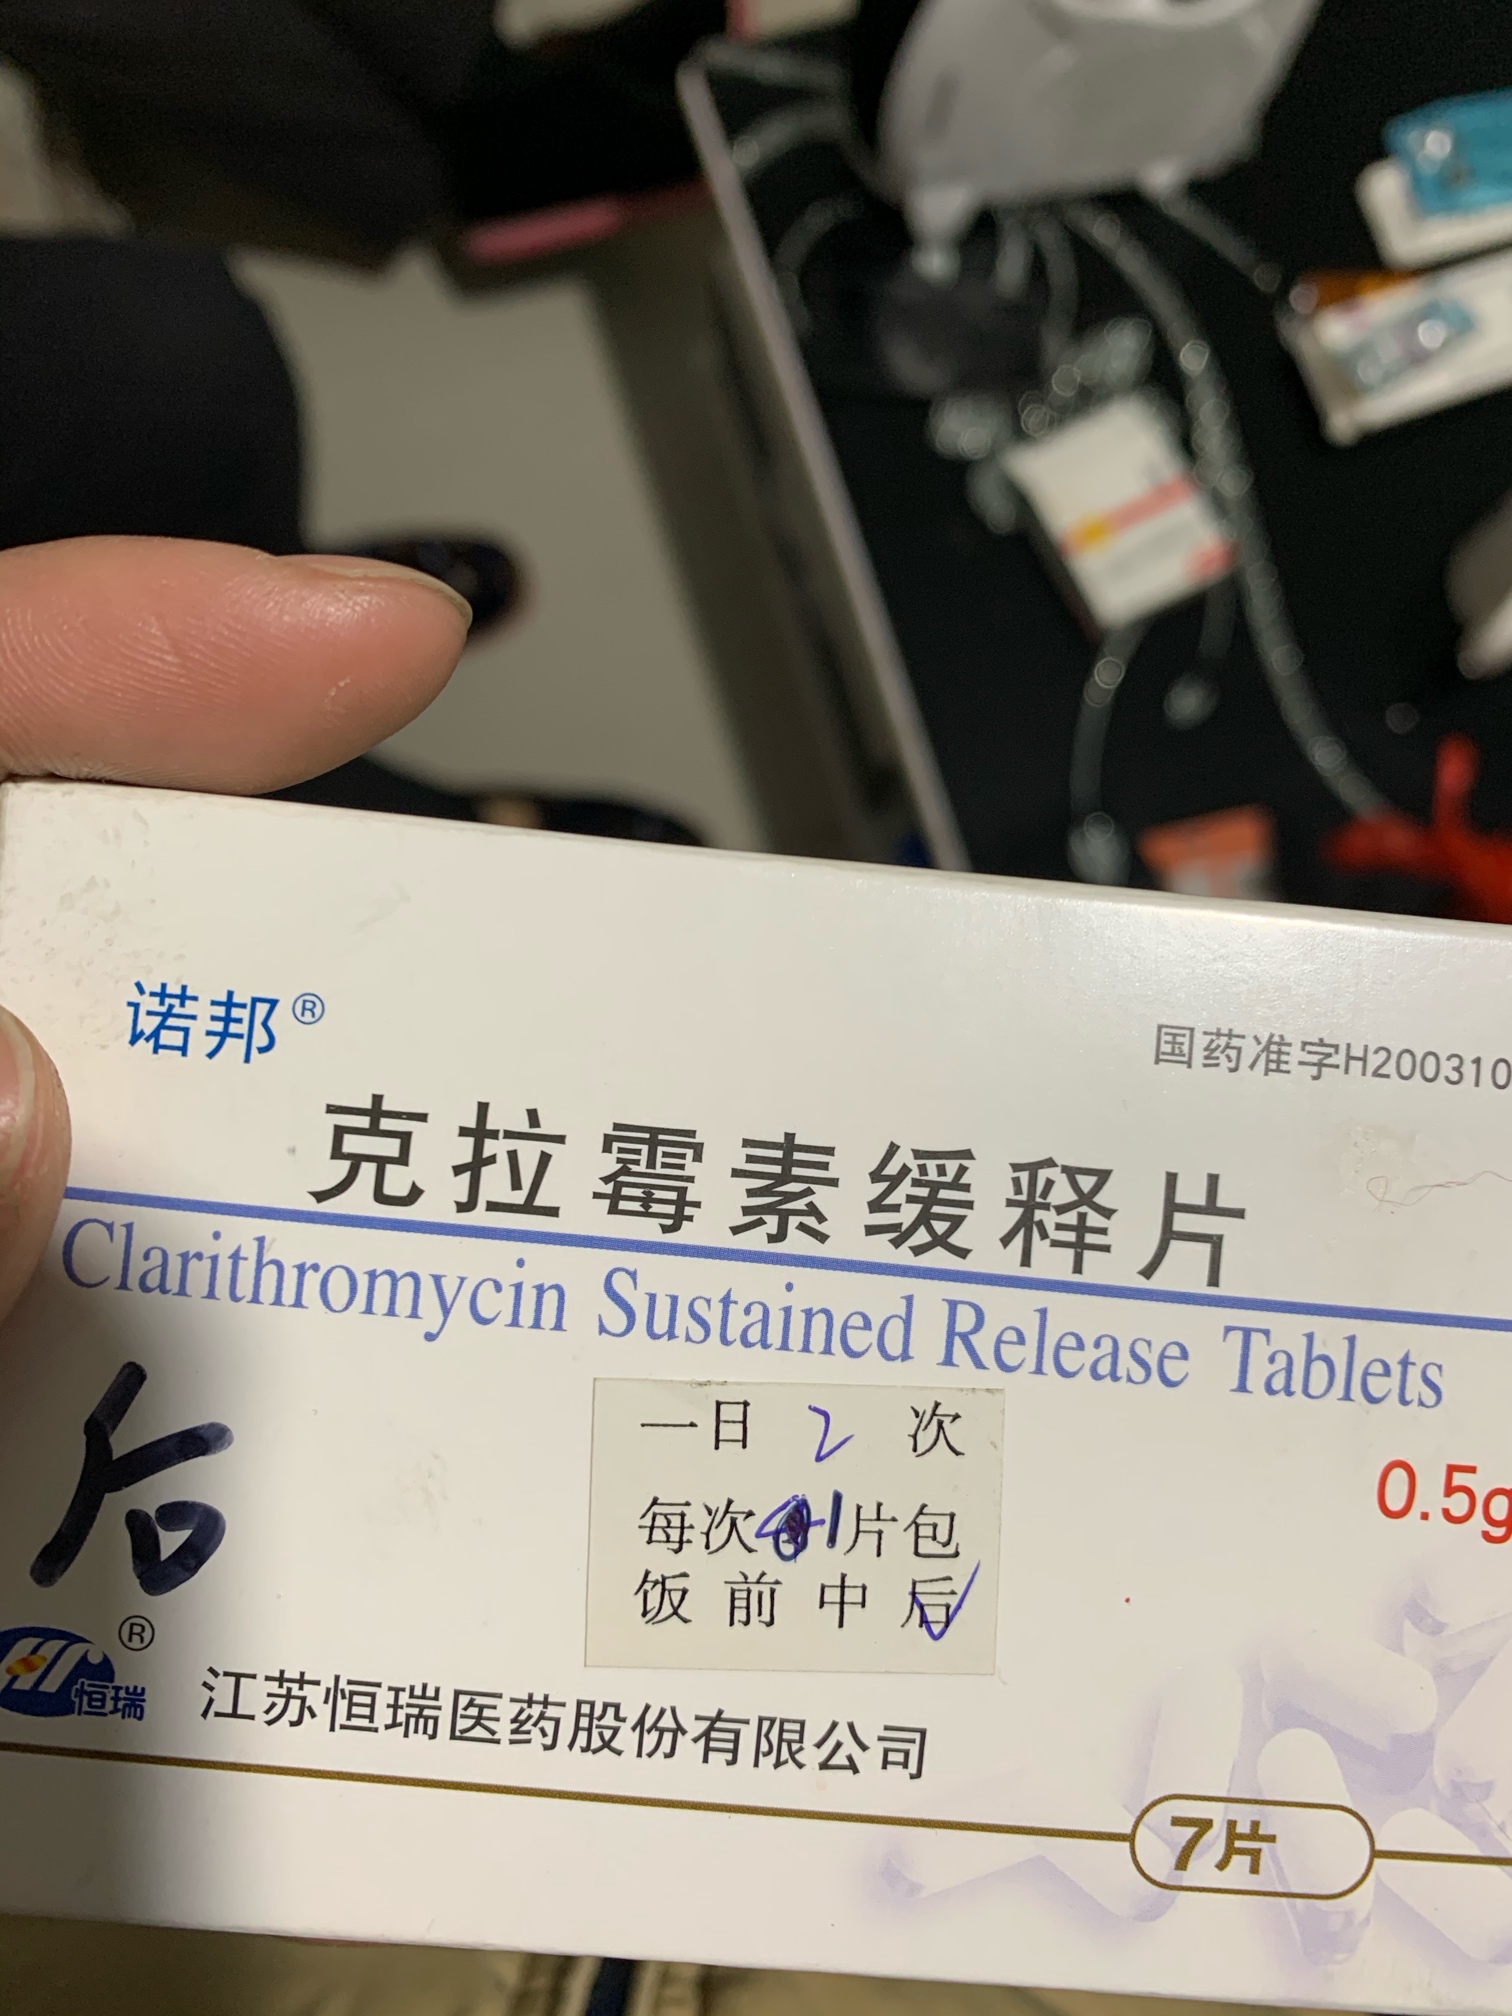 诺邦®
国药准字H200310
克拉霉素缓释片
Clarithromycin Sustained Release Tablets
后
一日 2 次
0.5g
每次 1片包
饭 前 中 后
恒瑞®
江苏恒瑞医药股份有限公司
7片